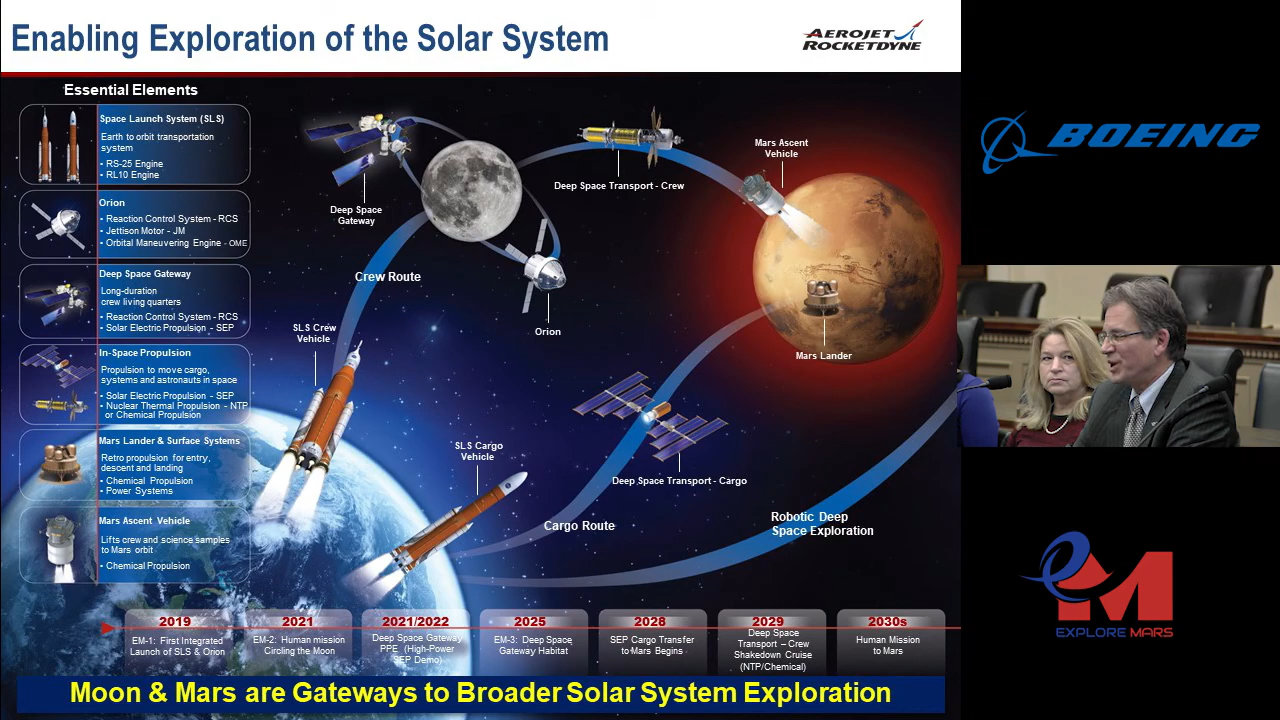 Enabling Exploration of the Solar System
AEROJET
ROCKETDYNE
Essential Elements
Space Launch System (SLS)
Earth to orbit transportation
system
▪ RS-25 Engine
▪ RL10 Engine
Orion
▪ Reaction Control System - RCS
▪ Jettison Motor - JM
▪ Orbital Maneuvering Engine - OME
Deep Space Gateway
Long-duration
crew living quarters
▪ Reaction Control System - RCS
▪ Solar Electric Propulsion - SEP
In-Space Propulsion
Propulsion to move cargo,
systems and astronauts in space
▪ Solar Electric Propulsion - SEP
▪ Nuclear Thermal Propulsion - NTP
or Chemical Propulsion
Mars Lander & Surface Systems
Retro propulsion for entry,
descent and landing
▪ Chemical Propulsion
▪ Power Systems
Mars Ascent Vehicle
Lifts crew and science samples
to Mars orbit
▪ Chemical Propulsion
Deep Space
Gateway
Deep Space Transport - Crew
Mars Ascent
Vehicle
Crew Route
Orion
SLS Crew
Vehicle
Mars Lander
SLS Cargo
Vehicle
Deep Space Transport - Cargo
Cargo Route
Robotic Deep
Space Exploration
2019
EM-1: First Integrated
Launch of SLS & Orion
2021
EM-2: Human mission
Circling the Moon
2021/2022
Deep Space Gateway
PPE (High-Power
SEP Demo)
2025
EM-3: Deep Space
Gateway Habitat
2028
SEP Cargo Transfer
to Mars Begins
2029
Deep Space
Transport – Crew
Shakedown Cruise
(NTP/Chemical)
2030s
Human Mission
to Mars
Moon & Mars are Gateways to Broader Solar System Exploration
BOEING
eM
EXPLORE MARS